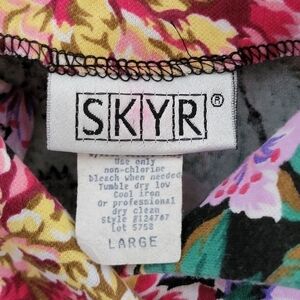 SKYR®
Use only
non-chlorine
bleach when needed
Tumble dry low
Cool iron
or professional
dry clean
Style #124787
Lot 5758
LARGE